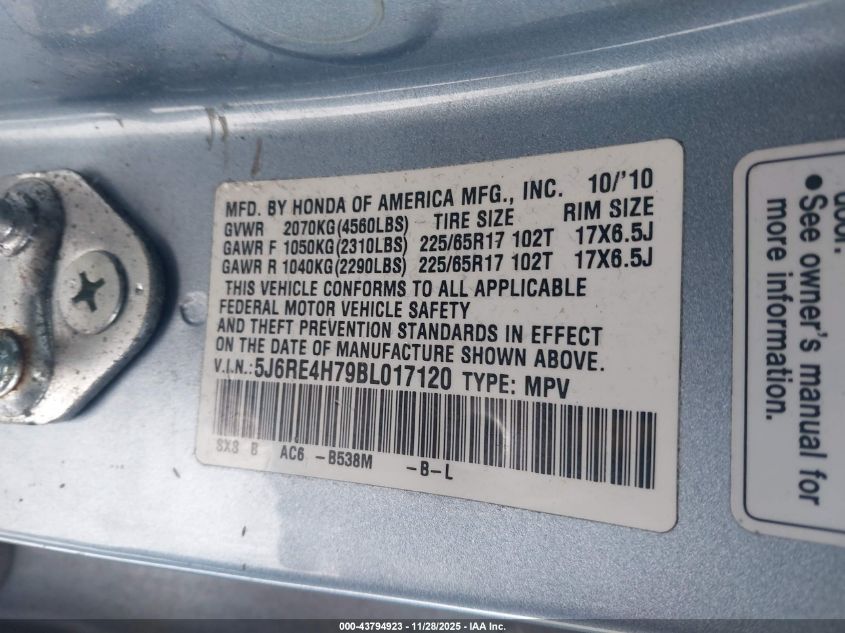 MFD. BY HONDA OF AMERICA MFG., INC. 10/'10
GVWR 2070KG(4560LBS) TIRE SIZE RIM SIZE
GAWR F 1050KG(2310LBS) 225/65R17 102T 17X6.5J
GAWR R 1040KG(2290LBS) 225/65R17 102T 17X6.5J
THIS VEHICLE CONFORMS TO ALL APPLICABLE
FEDERAL MOTOR VEHICLE SAFETY
AND THEFT PREVENTION STANDARDS IN EFFECT
ON THE DATE OF MANUFACTURE SHOWN ABOVE.
V.I.N.: 5J6RE4H79BL017120 TYPE: MPV
SXS B AC6 -B538M -B-L
door.
• See owner's manual for
more information.
000-43794923 - 11/28/2025 - IAA Inc.